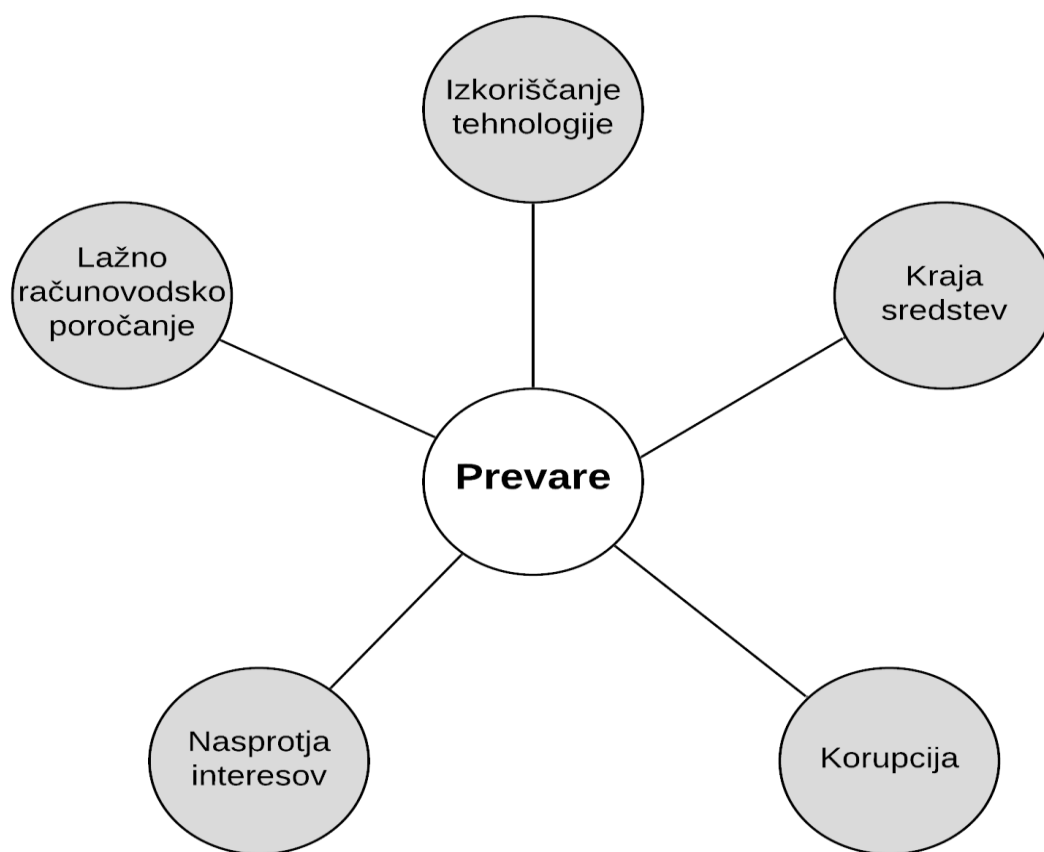 Izkoriščanje
tehnologije
Lažno
računovodsko
poročanje
Kraja
sredstev
Prevare
Nasprotja
interesov
Korupcija